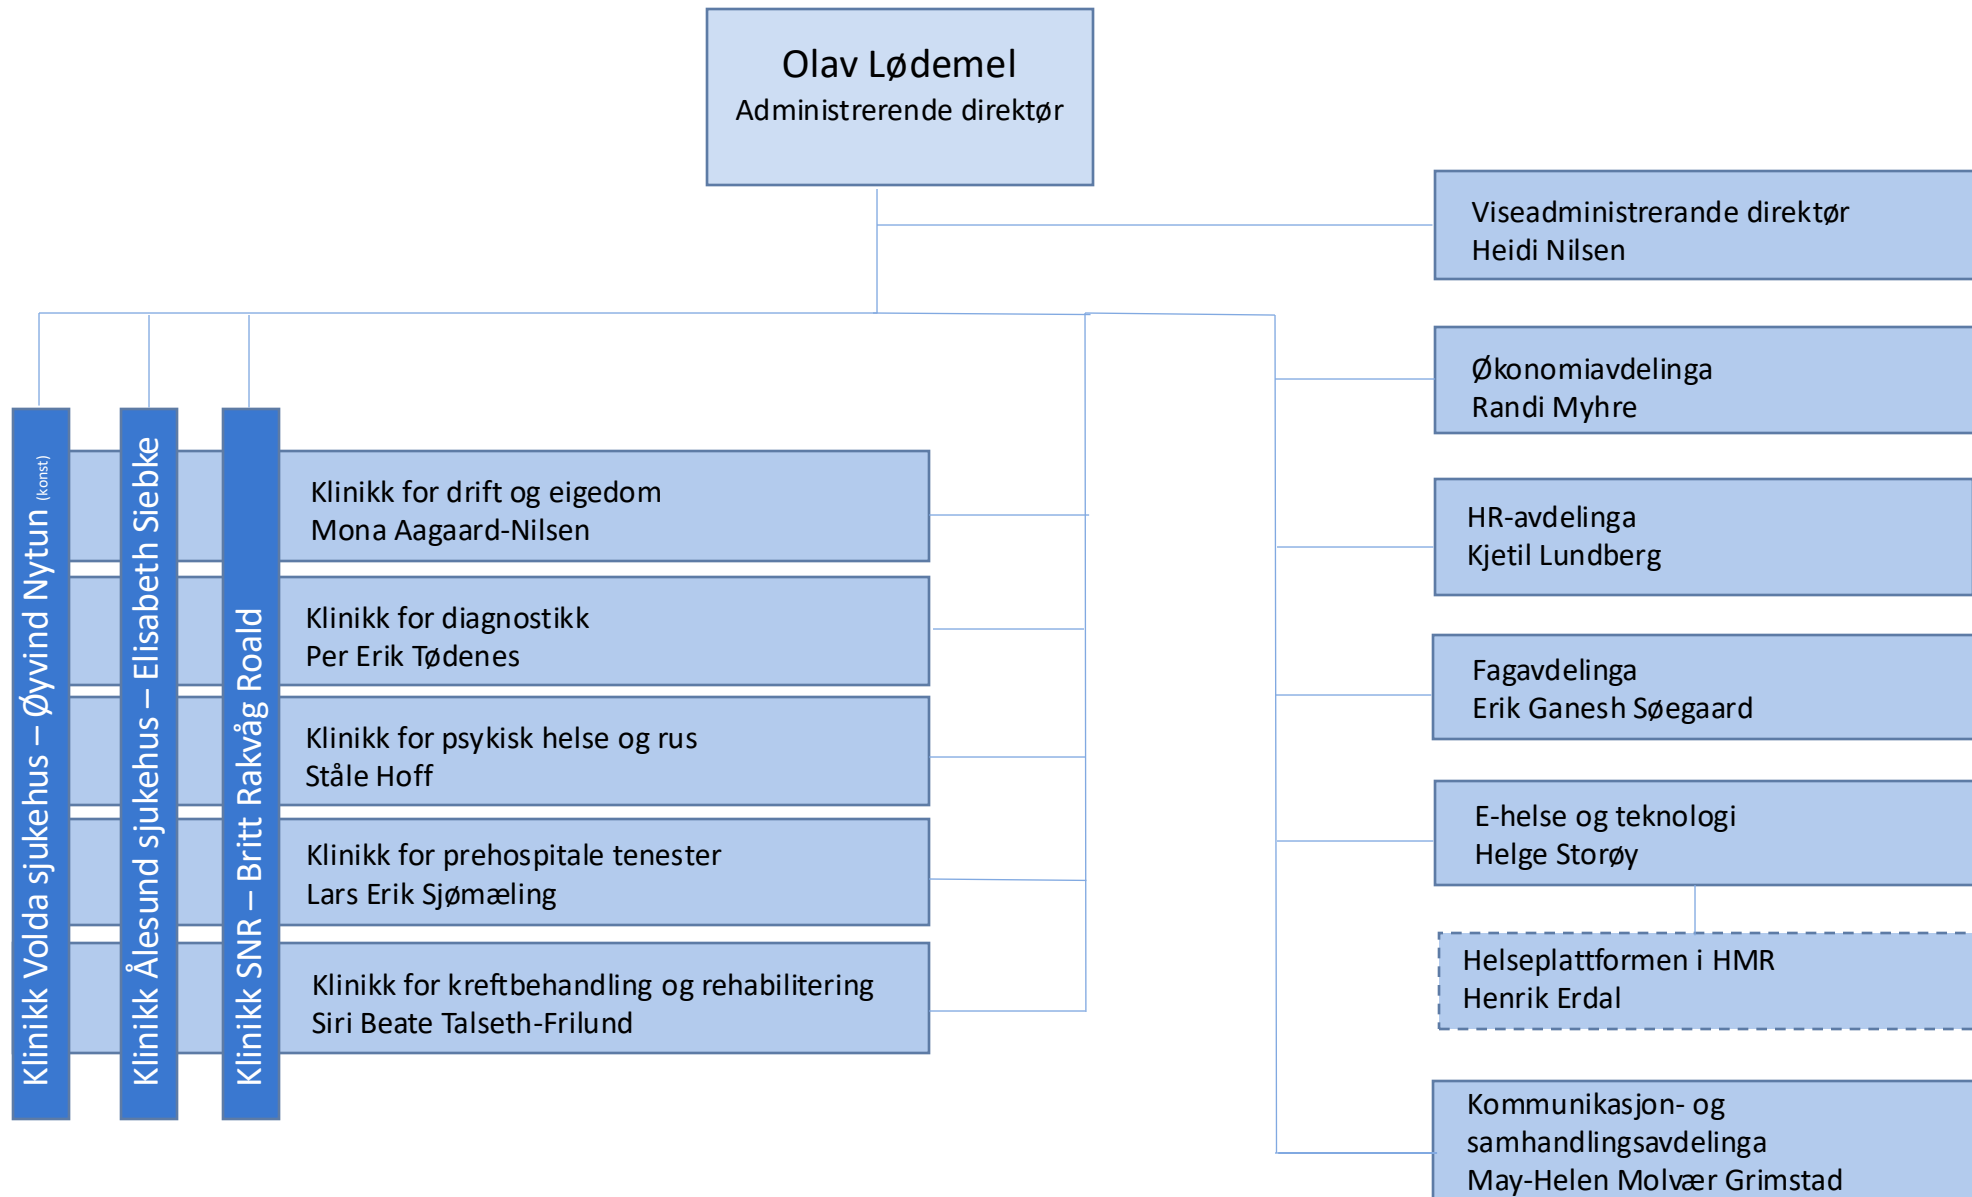 Olav Lødemel
Administrerende direktør
Viseadministrerande direktør
Heidi Nilsen
Økonomiavdelinga
Randi Myhre
HR-avdelinga
Kjetil Lundberg
Fagavdelinga
Erik Ganesh Søegaard
E-helse og teknologi
Helge Storøy
Helseplattformen i HMR
Henrik Erdal
Kommunikasjon- og
samhandlingsavdelinga
May-Helen Molvær Grimstad
Klinikk Volda sjukehus – Øyvind Nytun (konst)
Klinikk Ålesund sjukehus – Elisabeth Siebke
Klinikk SNR – Britt Rakvåg Roald
Klinikk for drift og eigedom
Mona Aagaard-Nilsen
Klinikk for diagnostikk
Per Erik Tødenes
Klinikk for psykisk helse og rus
Ståle Hoff
Klinikk for prehospitale tenester
Lars Erik Sjømæling
Klinikk for kreftbehandling og rehabilitering
Siri Beate Talseth-Frilund